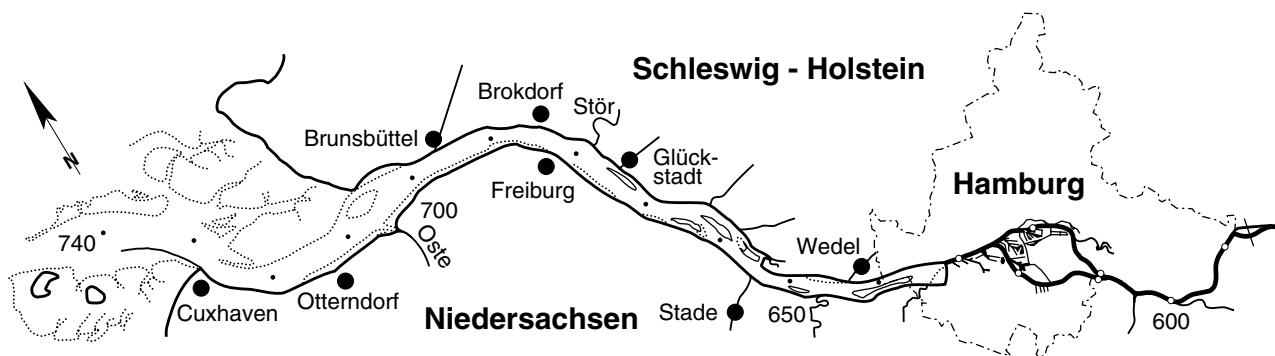 Schleswig - Holstein
Brokdorf
Stör
Brunsbüttel
Glück-
stadt
Freiburg
Hamburg
N
700
Oste
740
Wedel
Otterndorf
Cuxhaven
Niedersachsen
Stade
650
600